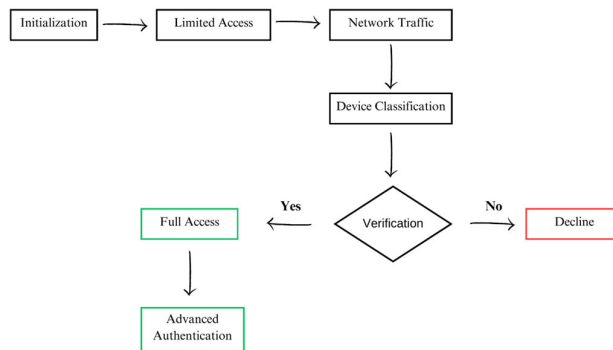 Initialization
Limited Access
Network Traffic
Device Classification
Verification
Yes
No
Full Access
Decline
Advanced
Authentication